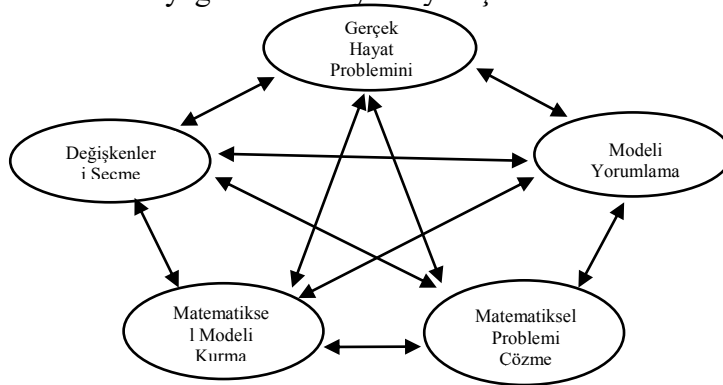 Gerçek
Hayat
Problemini
Değişkenler
i Seçme
Modeli
Yorumlama
Matematikse
l Modeli
Kurma
Matematiksel
Problemi
Çözme